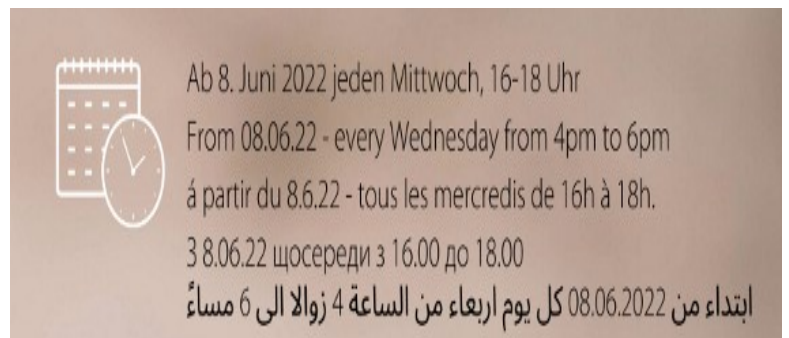 Ab 8. Juni 2022 jeden Mittwoch, 16-18 Uhr
From 08.06.22 - every Wednesday from 4pm to 6pm
á partir du 8.6.22 - tous les mercredis de 16h à 18h.
З 8.06.22 щосереди з 16.00 до 18.00
ابتداء من 08.06.2022 كل يوم اربعاء من الساعة 4 زوالا الى 6 مساءً